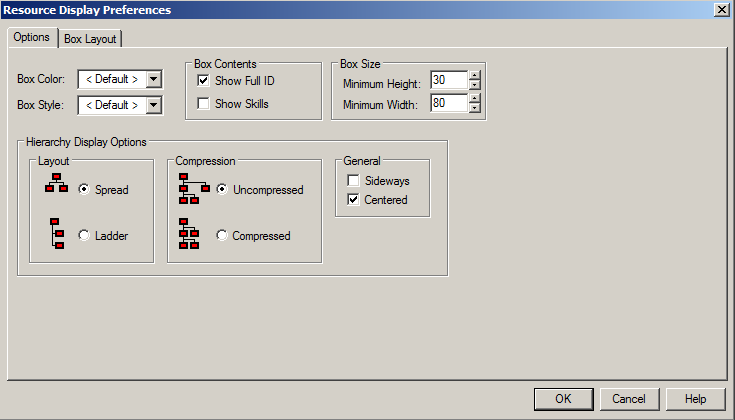 Resource Display Preferences
Options
Box Layout
Box Color:
< Default >
Box Style:
< Default >
Box Contents
Show Full ID
Show Skills
Box Size
Minimum Height:
30
Minimum Width:
80
Hierarchy Display Options
Layout
Spread
Ladder
Compression
Uncompressed
Compressed
General
Sideways
Centered
OK
Cancel
Help